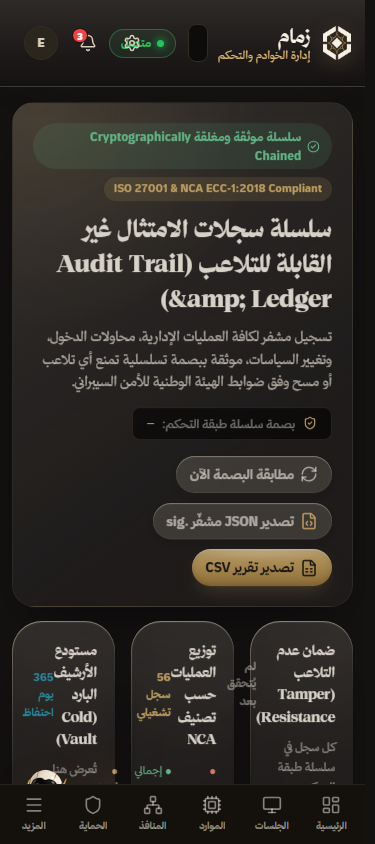 زمام
إدارة الخوادم والتحكم
3
E
سلسلة موثقة ومغلقة Cryptographically
Chained
ISO 27001 & NCA ECC-1:2018 Compliant
سلسلة سجلات الامتثال غير
القابلة للتلاعب (Audit Trail
&amp; Ledger)
تسجيل مشفر لكافة العمليات الإدارية، محاولات الدخول،
وتغيير السياسات، موثقة ببصمة تسلسلية تمنع أي تلاعب
أو مسح وفق ضوابط الهيئة الوطنية للأمن السيبراني.
بصمة سلسلة طبقة التحكم: –
مطابقة البصمة الآن
تصدير JSON مشفّر .sig
تصدير تقرير CSV
ضمان عدم
التلاعب
(Tamper
Resistance)
لم
يُتحقق
بعد
كل سجل في
سلسلة طبقة
توزيع
العمليات
حسب
تصنيف
NCA
56
سجل
تشغيلي
إجمالي
مستودع
الأرشيف
البارد
(Cold
Vault)
365
يوم
احتفاظ
تُعرض هنا
الرئيسية
الجلسات
الموارد
المنافذ
الحماية
المزيد